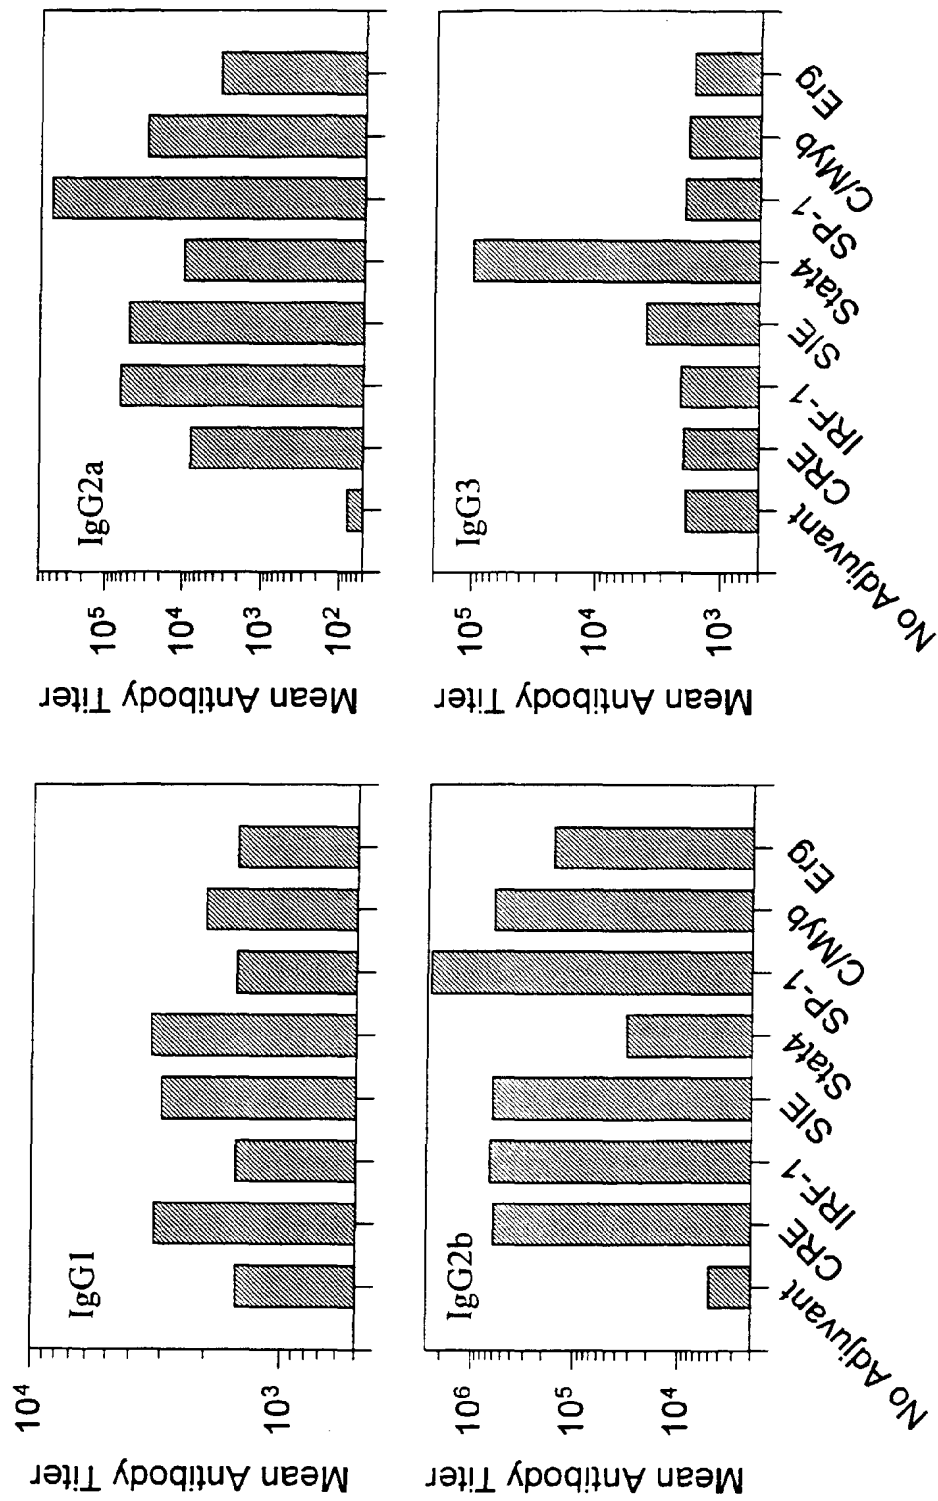 IgG1
Mean Antibody Titer
10⁴
10³
IgG2a
Mean Antibody Titer
10⁵
10⁴
10³
10²
IgG2b
Mean Antibody Titer
10⁶
10⁵
10⁴
No Adjuvant
CRE
IRF-1
SIE
Stat4
SP-1
C/Myb
Erg
IgG3
Mean Antibody Titer
10⁵
10⁴
10³
No Adjuvant
CRE
IRF-1
SIE
Stat4
SP-1
C/Myb
Erg